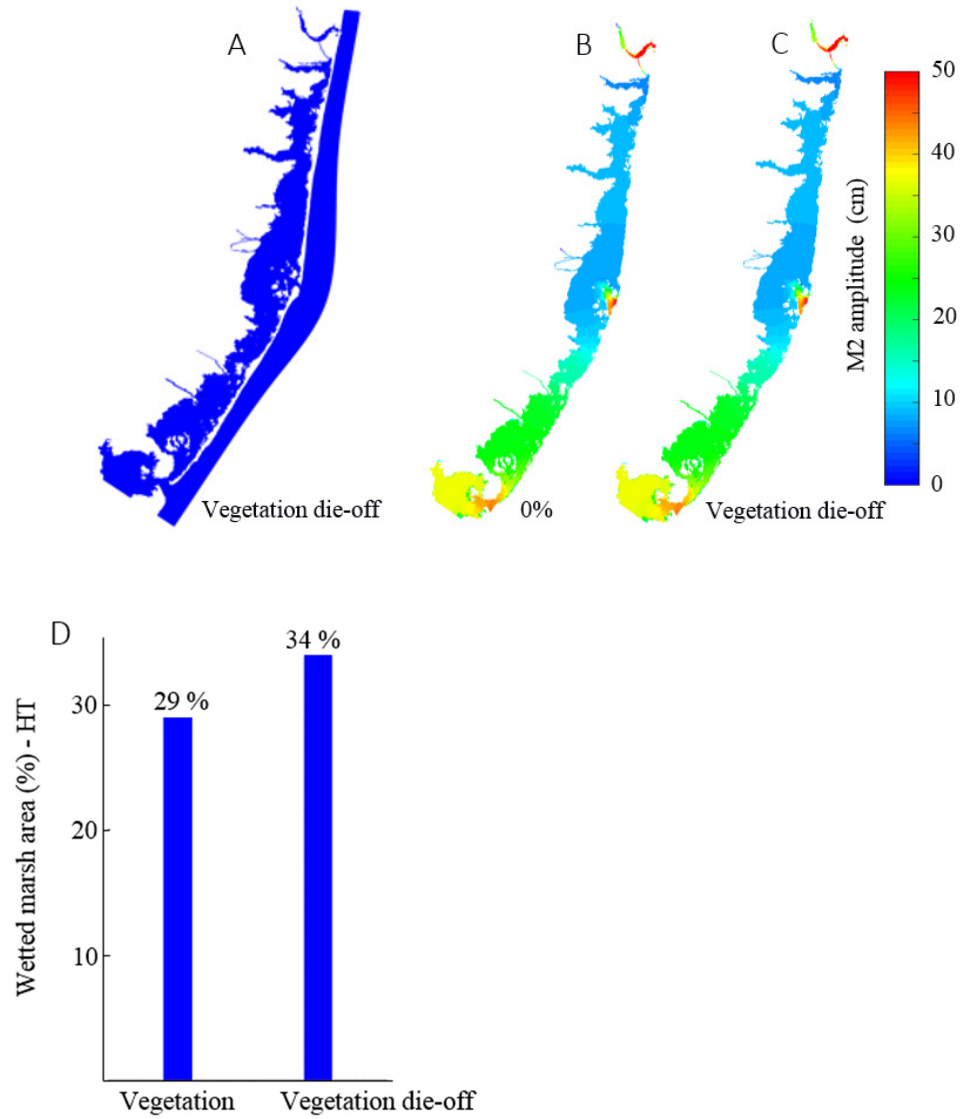 A
B
C
50
40
30
20
10
0
M2 amplitude (cm)
Vegetation die-off
0%
Vegetation die-off
D
34 %
29 %
30
20
10
Wetted marsh area (%) - HT
Vegetation
Vegetation die-off